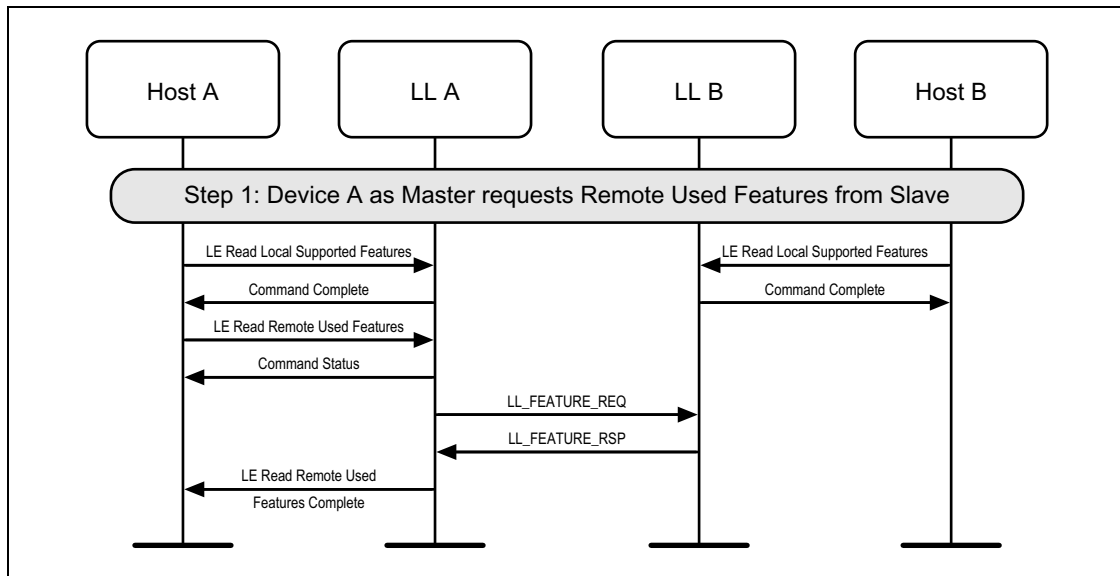 Host A
LL A
LL B
Host B
Step 1: Device A as Master requests Remote Used Features from Slave
LE Read Local Supported Features
LE Read Local Supported Features
Command Complete
Command Complete
LE Read Remote Used Features
Command Status
LL_FEATURE_REQ
LL_FEATURE_RSP
LE Read Remote Used
Features Complete